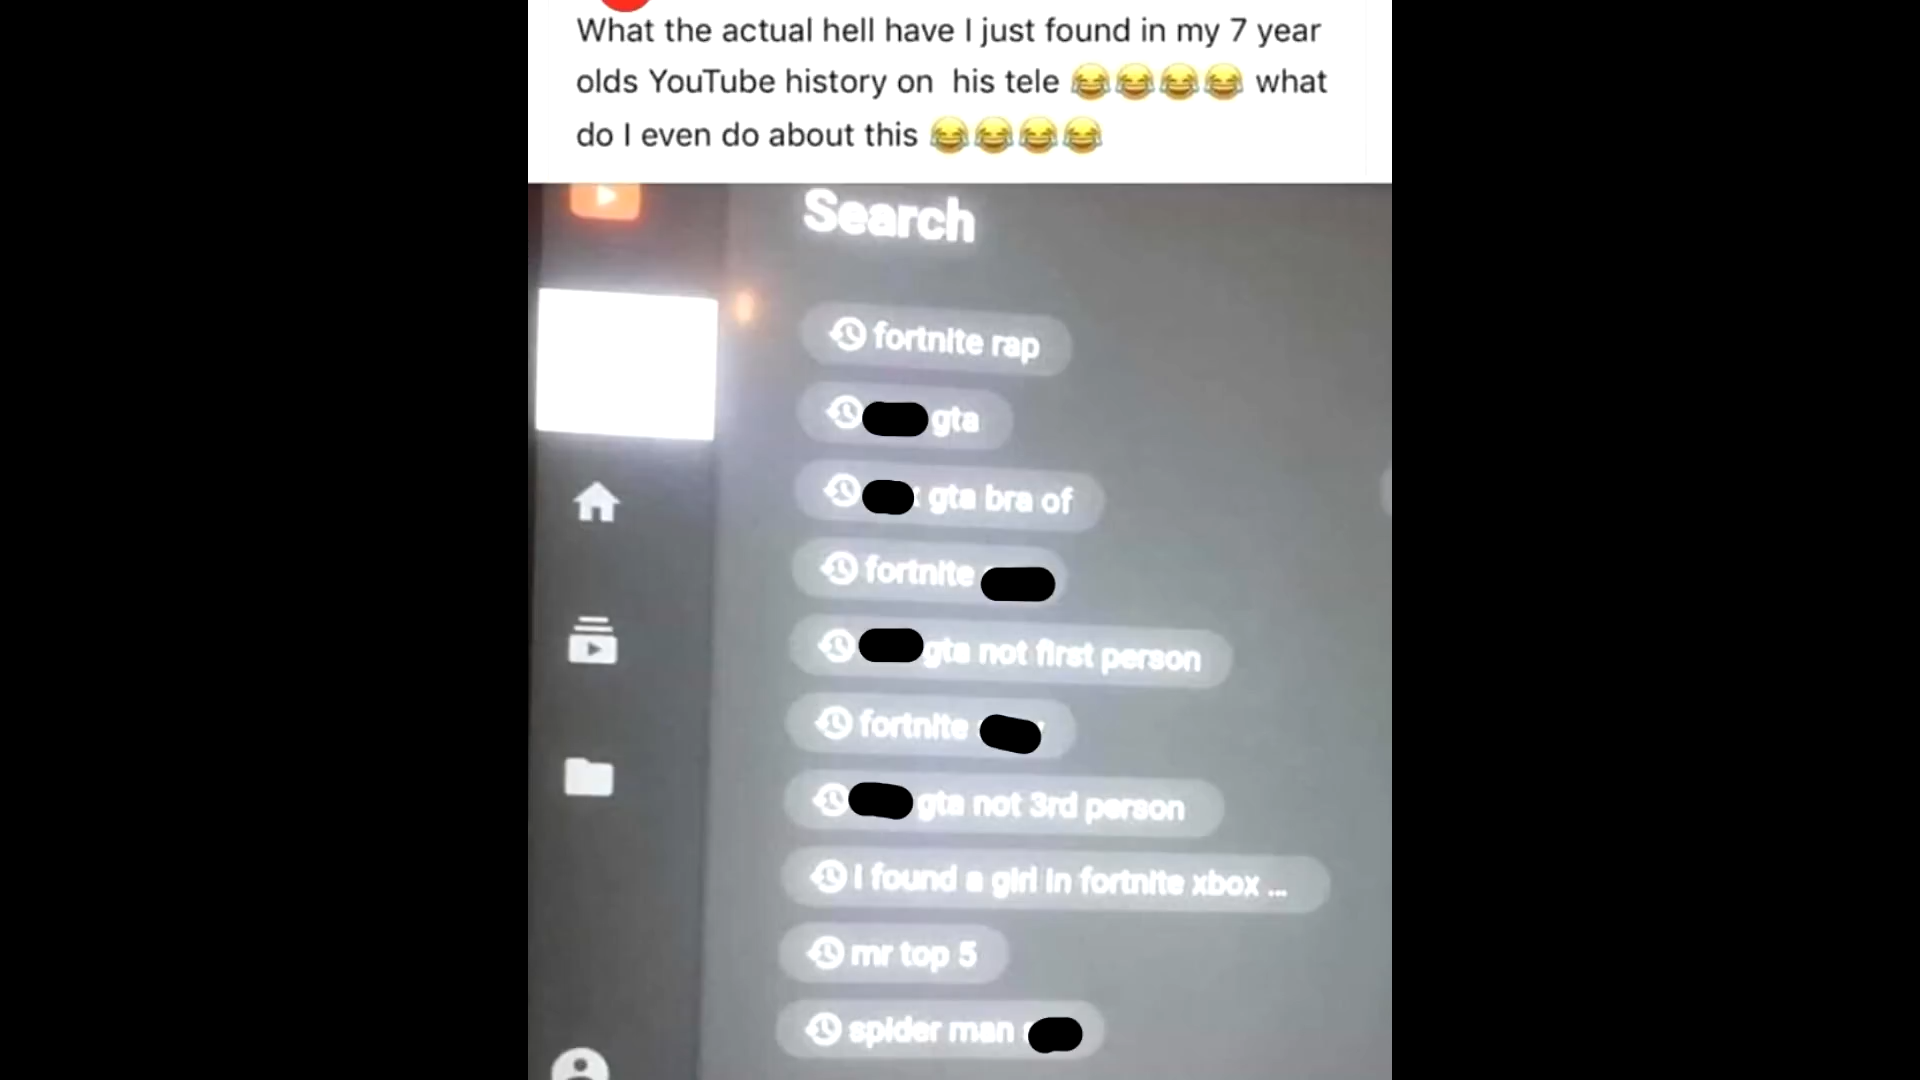 What the actual hell have I just found in my 7 year
olds YouTube history on his tele 😂😂😂😂 what
do I even do about this 😂😂😂😂
Search
fortnite rap
gta
gta bra of
fortnite
gta not first person
fortnite
gta not 3rd person
I found a girl in fortnite xbox ...
mr top 5
spider man